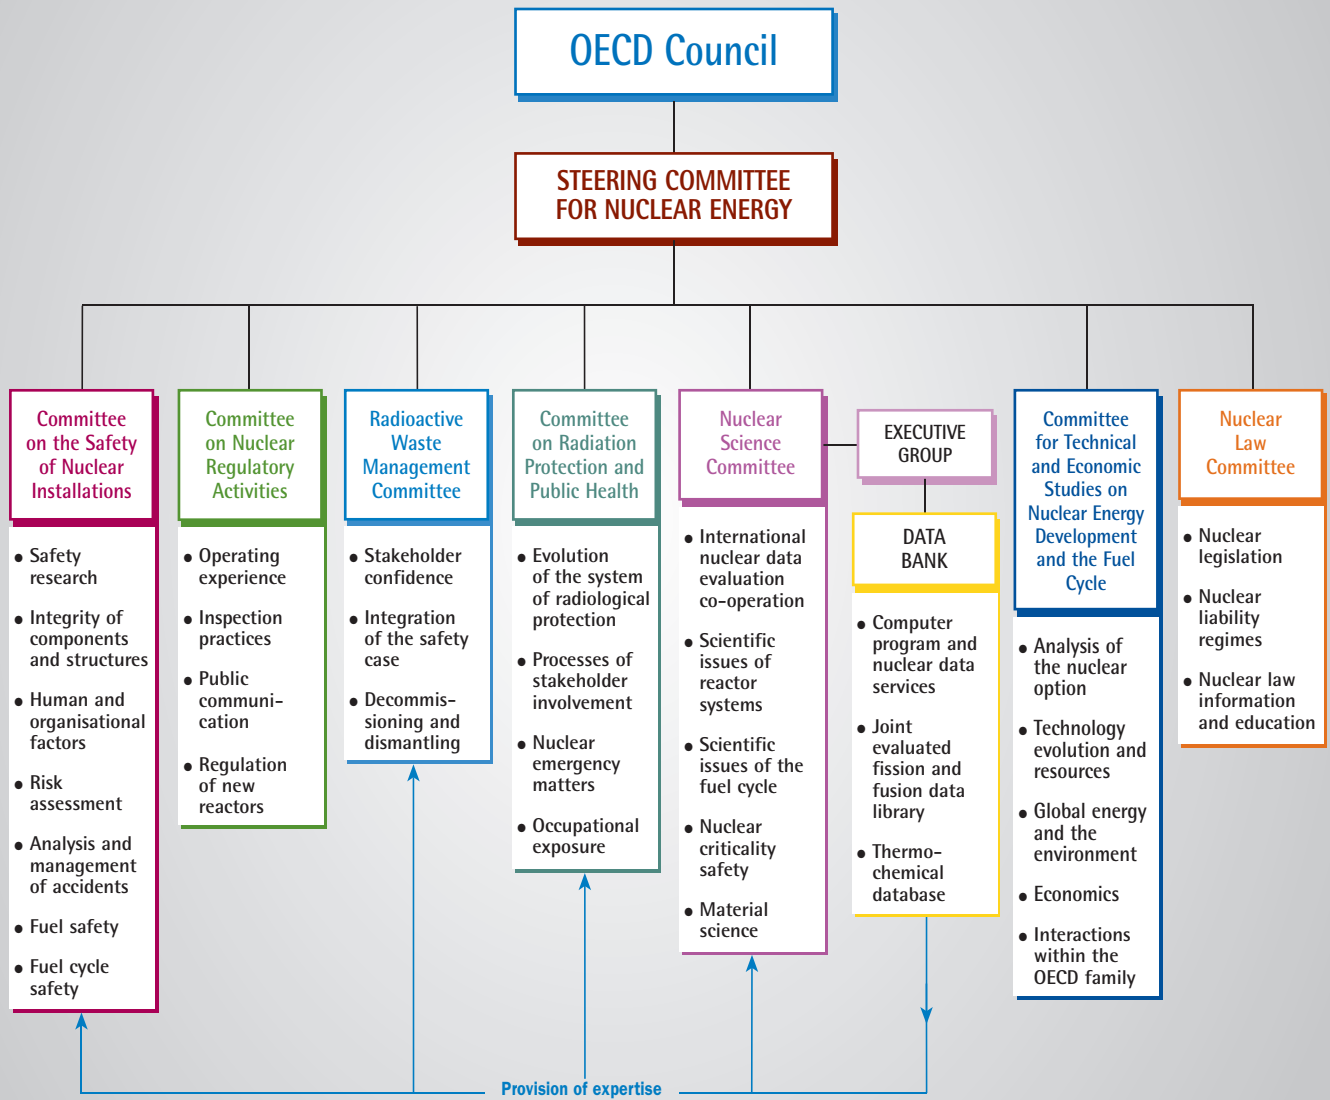 OECD Council
STEERING COMMITTEE
FOR NUCLEAR ENERGY
Committee
on the Safety
of Nuclear
Installations
• Safety
research
• Integrity of
components
and structures
• Human and
organisational
factors
• Risk
assessment
• Analysis and
management
of accidents
• Fuel safety
• Fuel cycle
safety
Committee
on Nuclear
Regulatory
Activities
• Operating
experience
• Inspection
practices
• Public
communi-
cation
• Regulation
of new
reactors
Radioactive
Waste
Management
Committee
• Stakeholder
confidence
• Integration
of the safety
case
• Decommis-
sioning and
dismantling
Committee
on Radiation
Protection and
Public Health
• Evolution
of the system
of radiological
protection
• Processes of
stakeholder
involvement
• Nuclear
emergency
matters
• Occupational
exposure
Nuclear
Science
Committee
• International
nuclear data
evaluation
co-operation
• Scientific
issues of
reactor
systems
• Scientific
issues of the
fuel cycle
• Nuclear
criticality
safety
• Material
science
EXECUTIVE
GROUP
DATA
BANK
• Computer
program and
nuclear data
services
• Joint
evaluated
fission and
fusion data
library
• Thermo-
chemical
database
Committee
for Technical
and Economic
Studies on
Nuclear Energy
Development
and the Fuel
Cycle
• Analysis of
the nuclear
option
• Technology
evolution and
resources
• Global energy
and the
environment
• Economics
• Interactions
within the
OECD family
Nuclear
Law
Committee
• Nuclear
legislation
• Nuclear
liability
regimes
• Nuclear law
information
and education
Provision of expertise